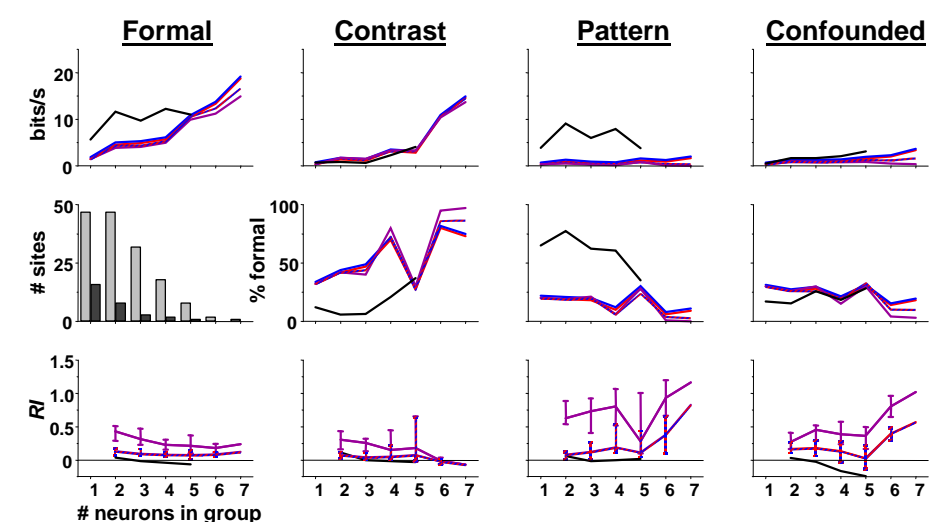 Formal Contrast Pattern Confounded
bits/s
20
10
0
# sites
50
25
0
% formal
100
50
0
RI
1.5
1.0
0.5
0
1 2 3 4 5 6 7 1 2 3 4 5 6 7 1 2 3 4 5 6 7 1 2 3 4 5 6 7
# neurons in group